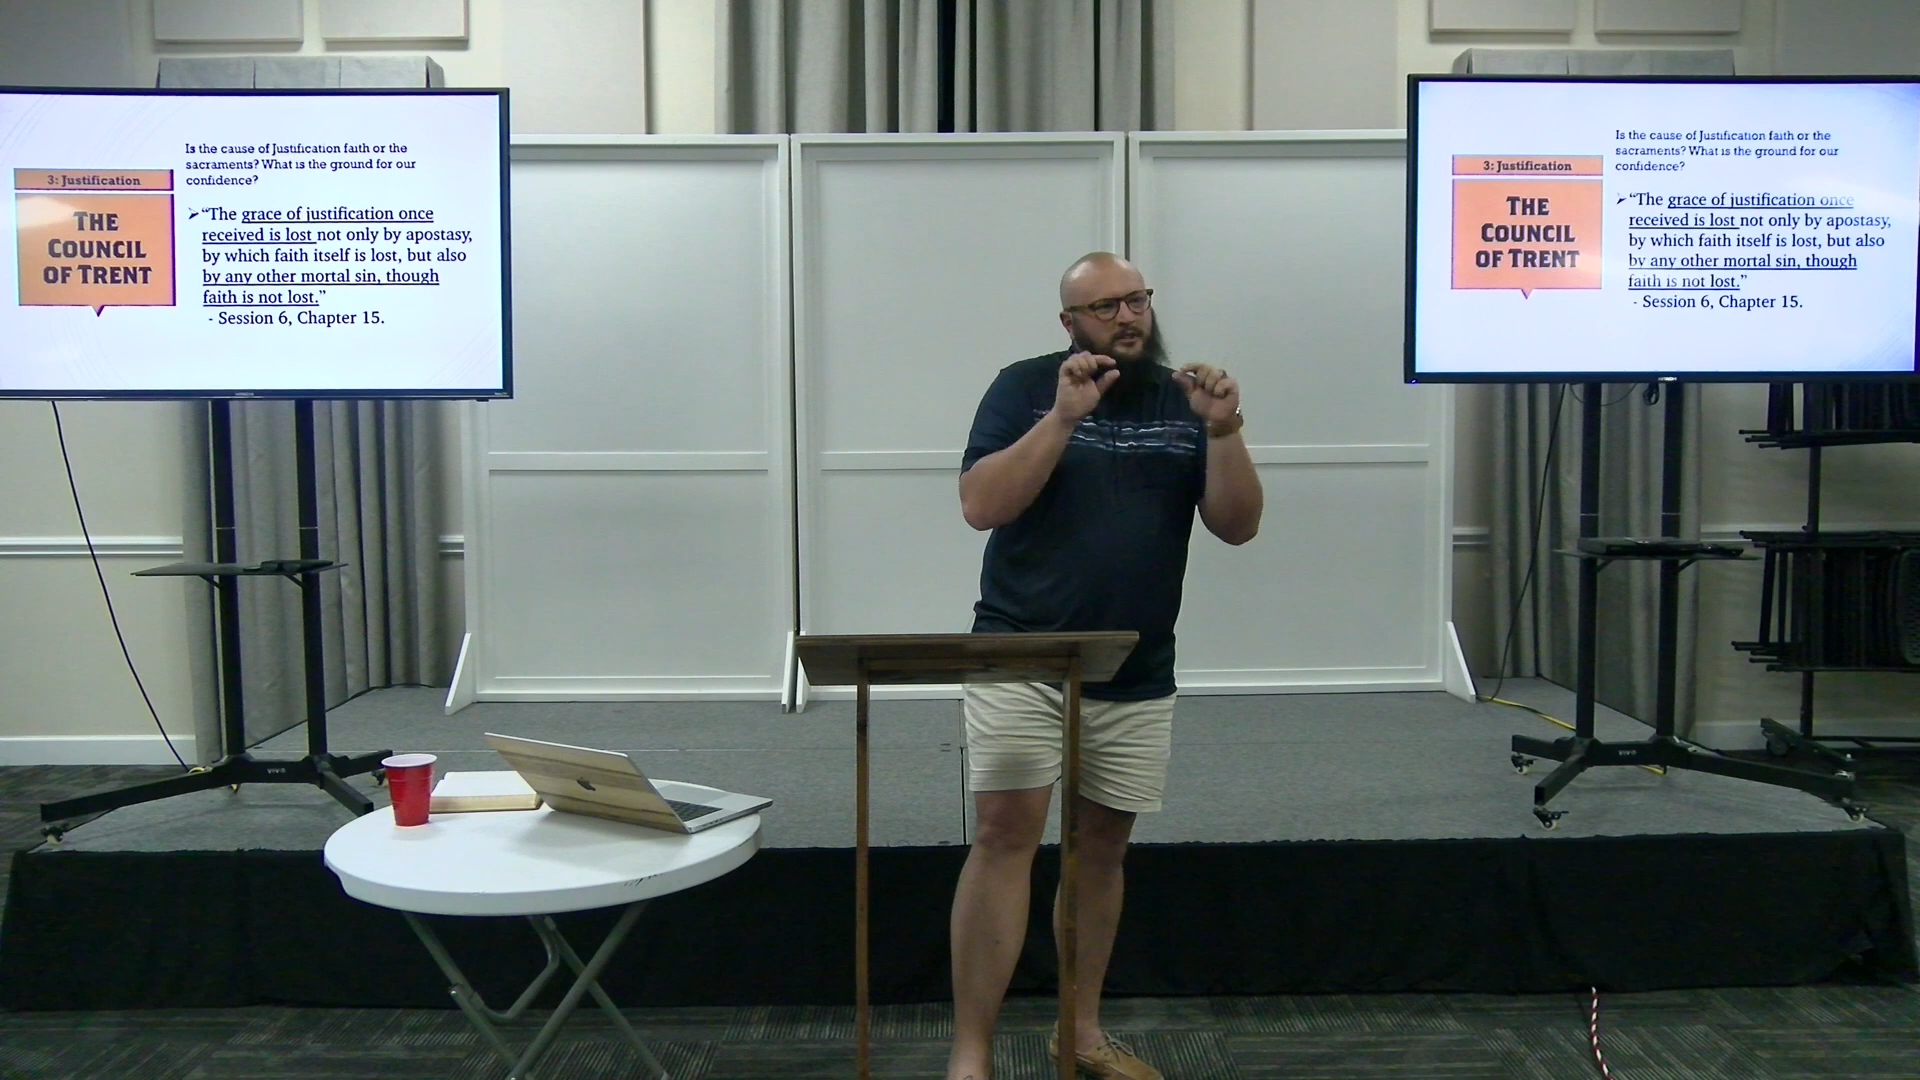 Is the cause of Justification faith or the
sacraments? What is the ground for our
confidence?
3: Justification
THE
COUNCIL
OF TRENT
➢“The grace of justification once
received is lost not only by apostasy,
by which faith itself is lost, but also
by any other mortal sin, though
faith is not lost.”
- Session 6, Chapter 15.
Is the cause of Justification faith or the
sacraments? What is the ground for our
confidence?
3: Justification
THE
COUNCIL
OF TRENT
➢“The grace of justification once
received is lost not only by apostasy,
by which faith itself is lost, but also
by any other mortal sin, though
faith is not lost.”
- Session 6, Chapter 15.
VIVO
VIVO